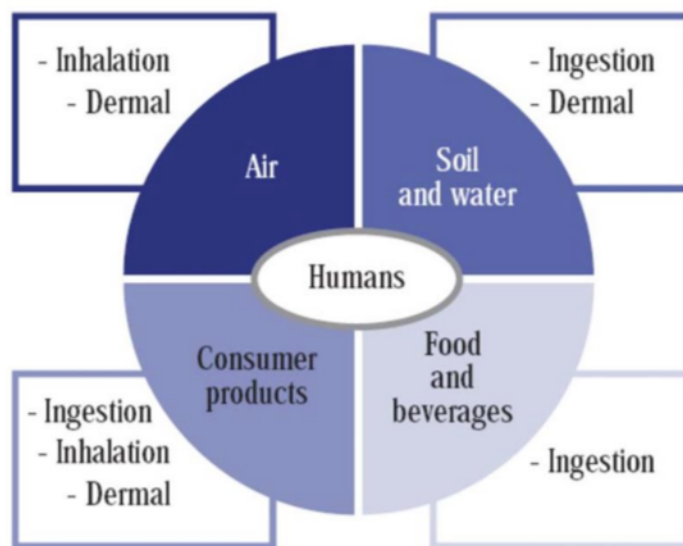 - Inhalation
- Dermal
Air
Soil
and water
- Ingestion
- Dermal
Humans
Consumer
products
- Ingestion
- Inhalation
- Dermal
Food
and
beverages
- Ingestion